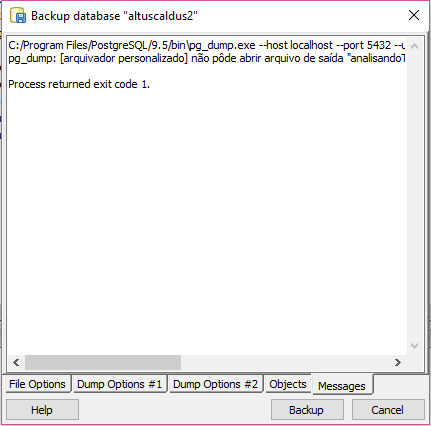 Backup database "altuscaldus2"
C:/Program Files/PostgreSQL/9.5/bin\pg_dump.exe --host localhost --port 5432 --u
pg_dump: [arquivador personalizado] não pôde abrir arquivo de saída "analisando
Process returned exit code 1.
File Options Dump Options #1 Dump Options #2 Objects Messages
Help Backup Cancel